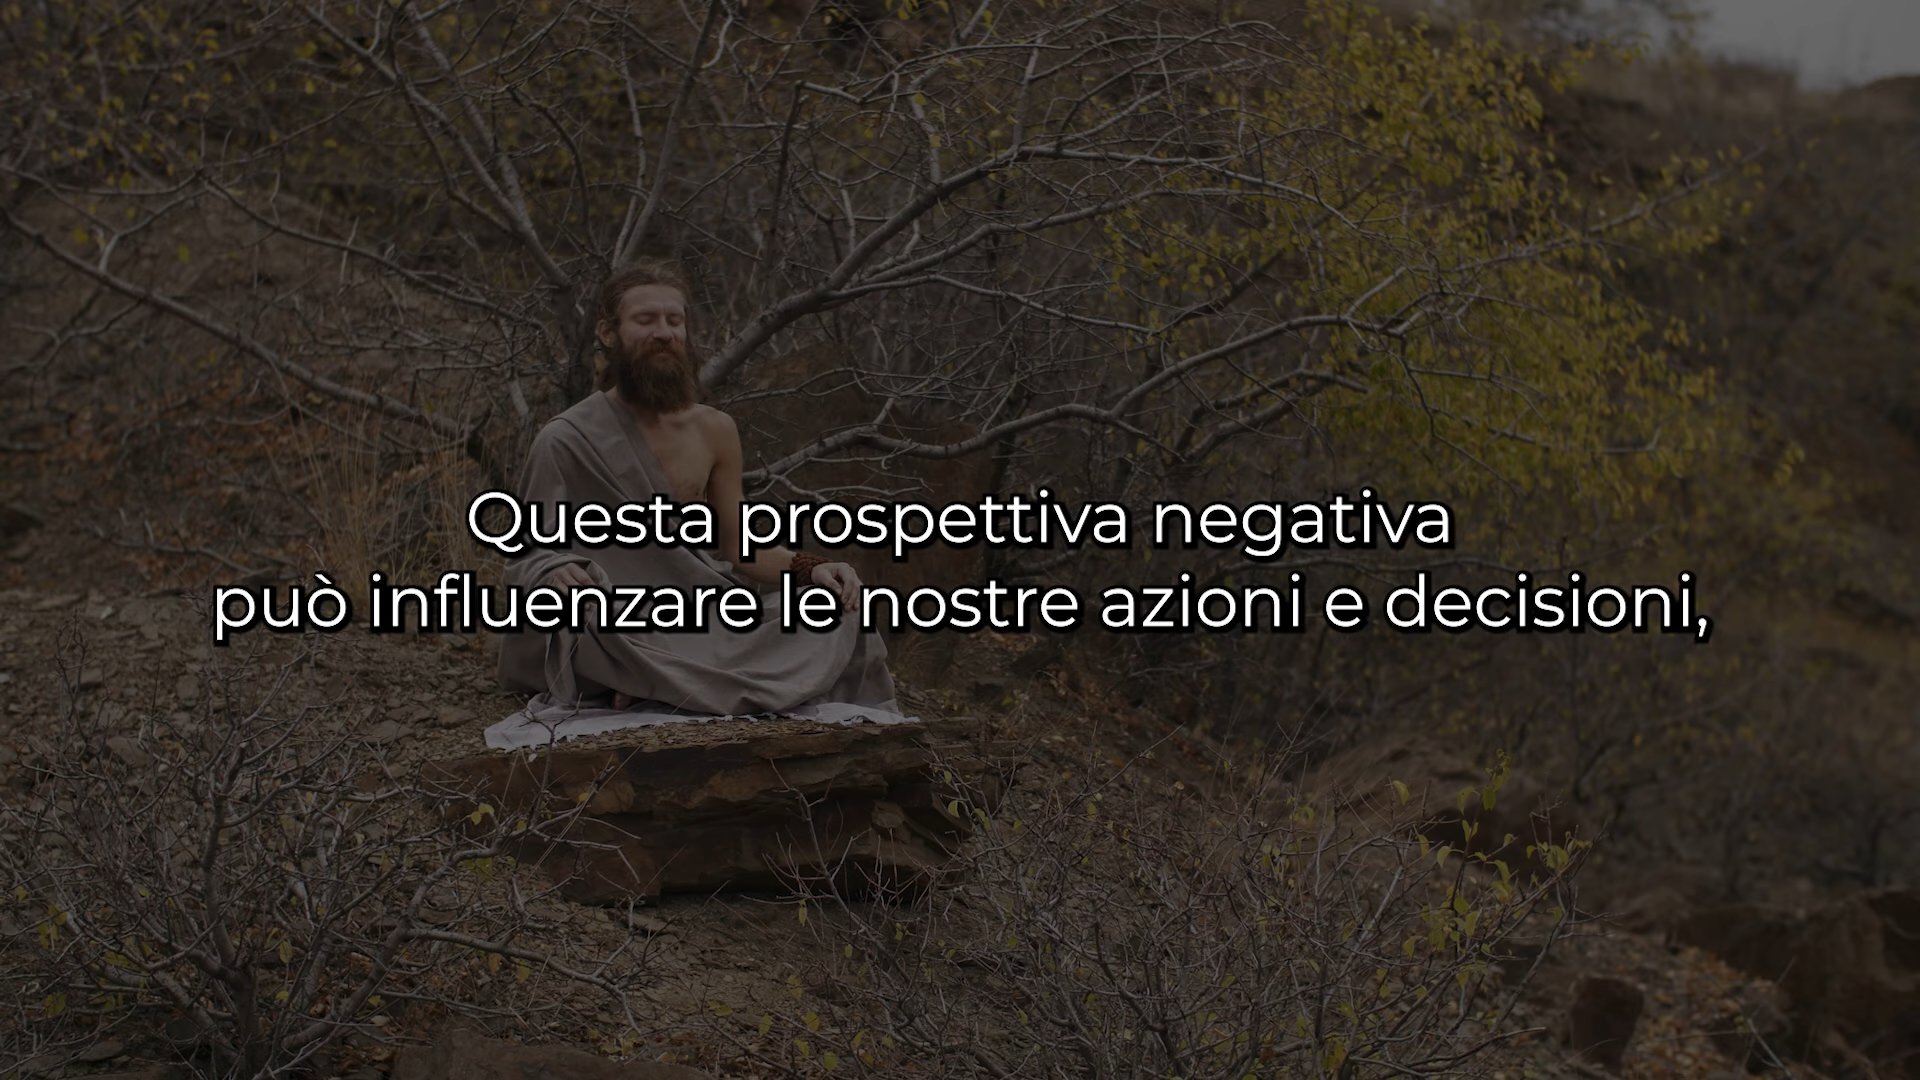 Questa prospettiva negativa
può influenzare le nostre azioni e decisioni,